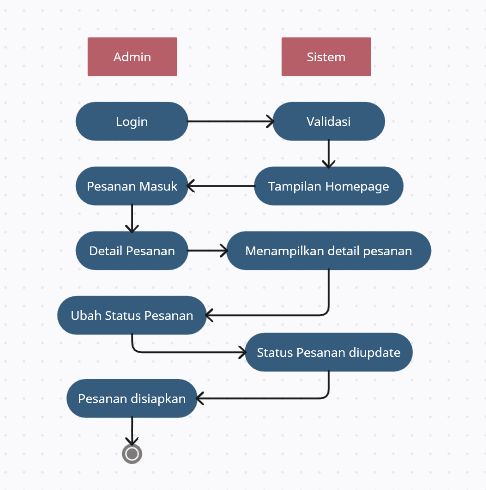 Admin
Sistem
Login
Validasi
Pesanan Masuk
Tampilan Homepage
Detail Pesanan
Menampilkan detail pesanan
Ubah Status Pesanan
Status Pesanan diupdate
Pesanan disiapkan